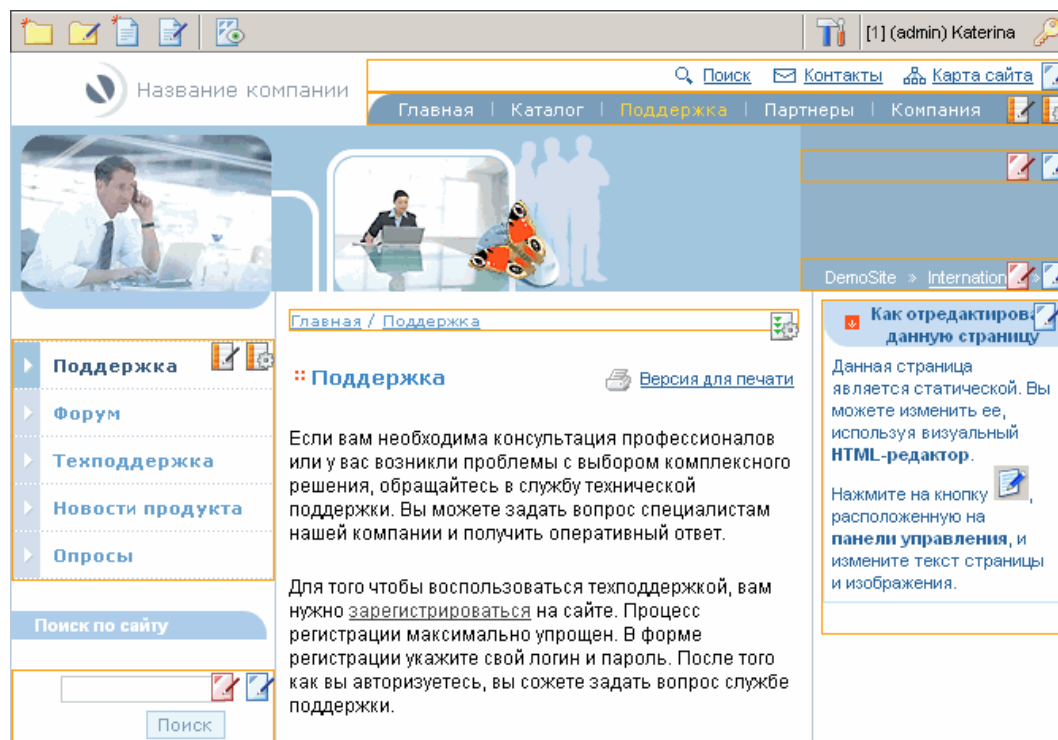 [1] (admin) Katerina
Название компании
Поиск Контакты Карта сайта
Главная | Каталог | Поддержка | Партнеры | Компания
DemoSite » Internation
Поддержка
Форум
Техподдержка
Новости продукта
Опросы
Поиск по сайту
Поиск
Главная / Поддержка
Поддержка
Версия для печати
Если вам необходима консультация профессионалов
или у вас возникли проблемы с выбором комплексного
решения, обращайтесь в службу технической
поддержки. Вы можете задать вопрос специалистам
нашей компании и получить оперативный ответ.
Для того чтобы воспользоваться техподдержкой, вам
нужно зарегистрироваться на сайте. Процесс
регистрации максимально упрощен. В форме
регистрации укажите свой логин и пароль. После того
как вы авторизуетесь, вы сожете задать вопрос службе
поддержки.
Как отредактирова
данную страницу
Данная страница
является статической. Вы
можете изменить ее,
используя визуальный
HTML-редактор.
Нажмите на кнопку ,
расположенную на
панели управления, и
измените текст страницы
и изображения.